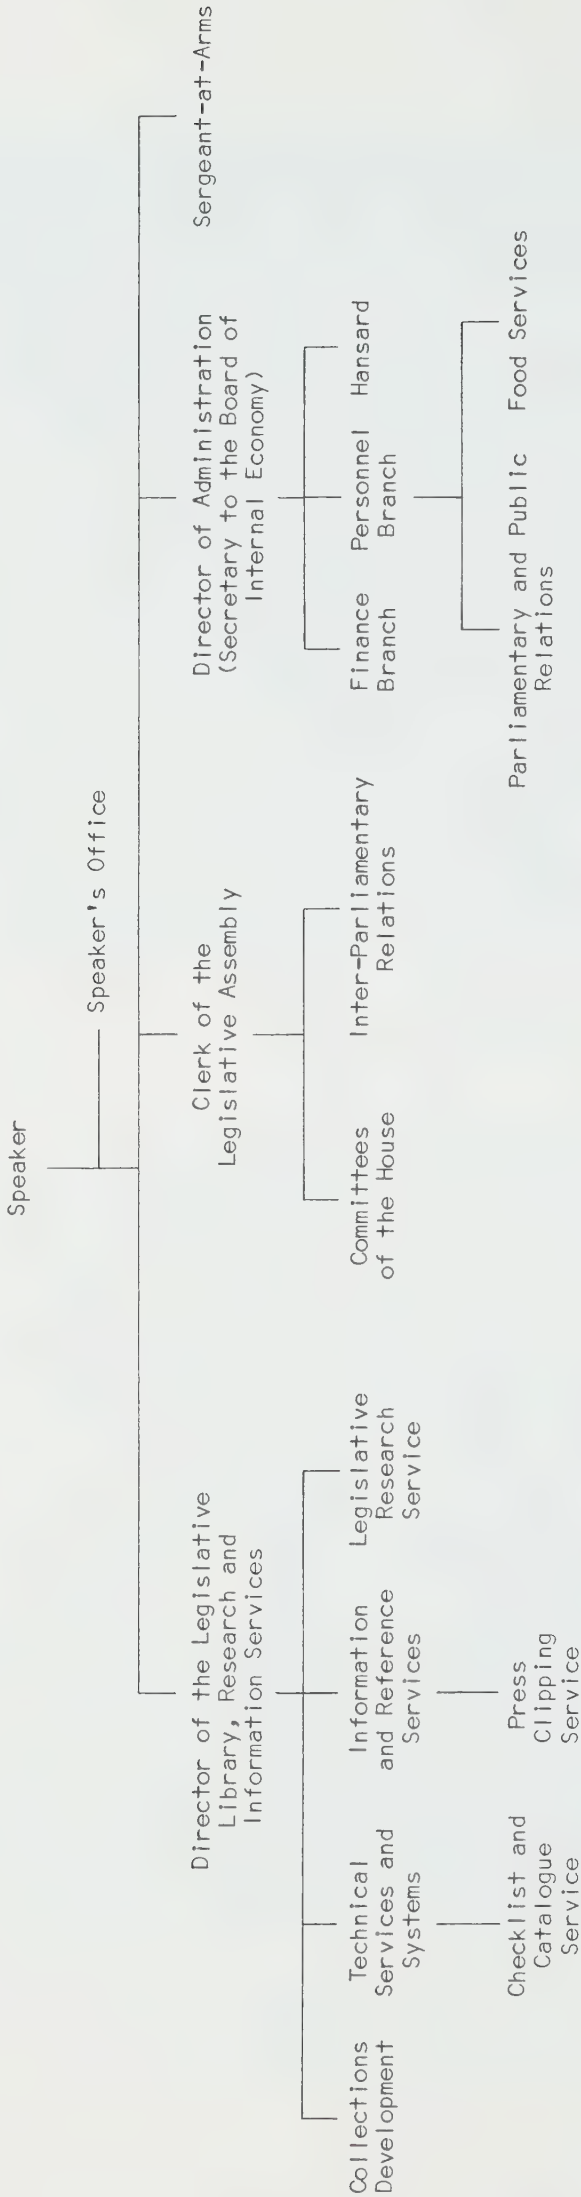 Speaker
Speaker's Office
Director of the Legislative
Library, Research and
Information Services
Clerk of the
Legislative Assembly
Director of Administration
(Secretary to the Board of
Internal Economy)
Sergeant-at-Arms
Collections
Development
Technical
Services and
Systems
Information
and Reference
Services
Legislative
Research
Service
Committees
of the House
Inter-Parliamentary
Relations
Finance
Branch
Personnel
Branch
Hansard
Checklist and
Catalogue
Service
Press
Clipping
Service
Parliamentary and Public
Relations
Food Services